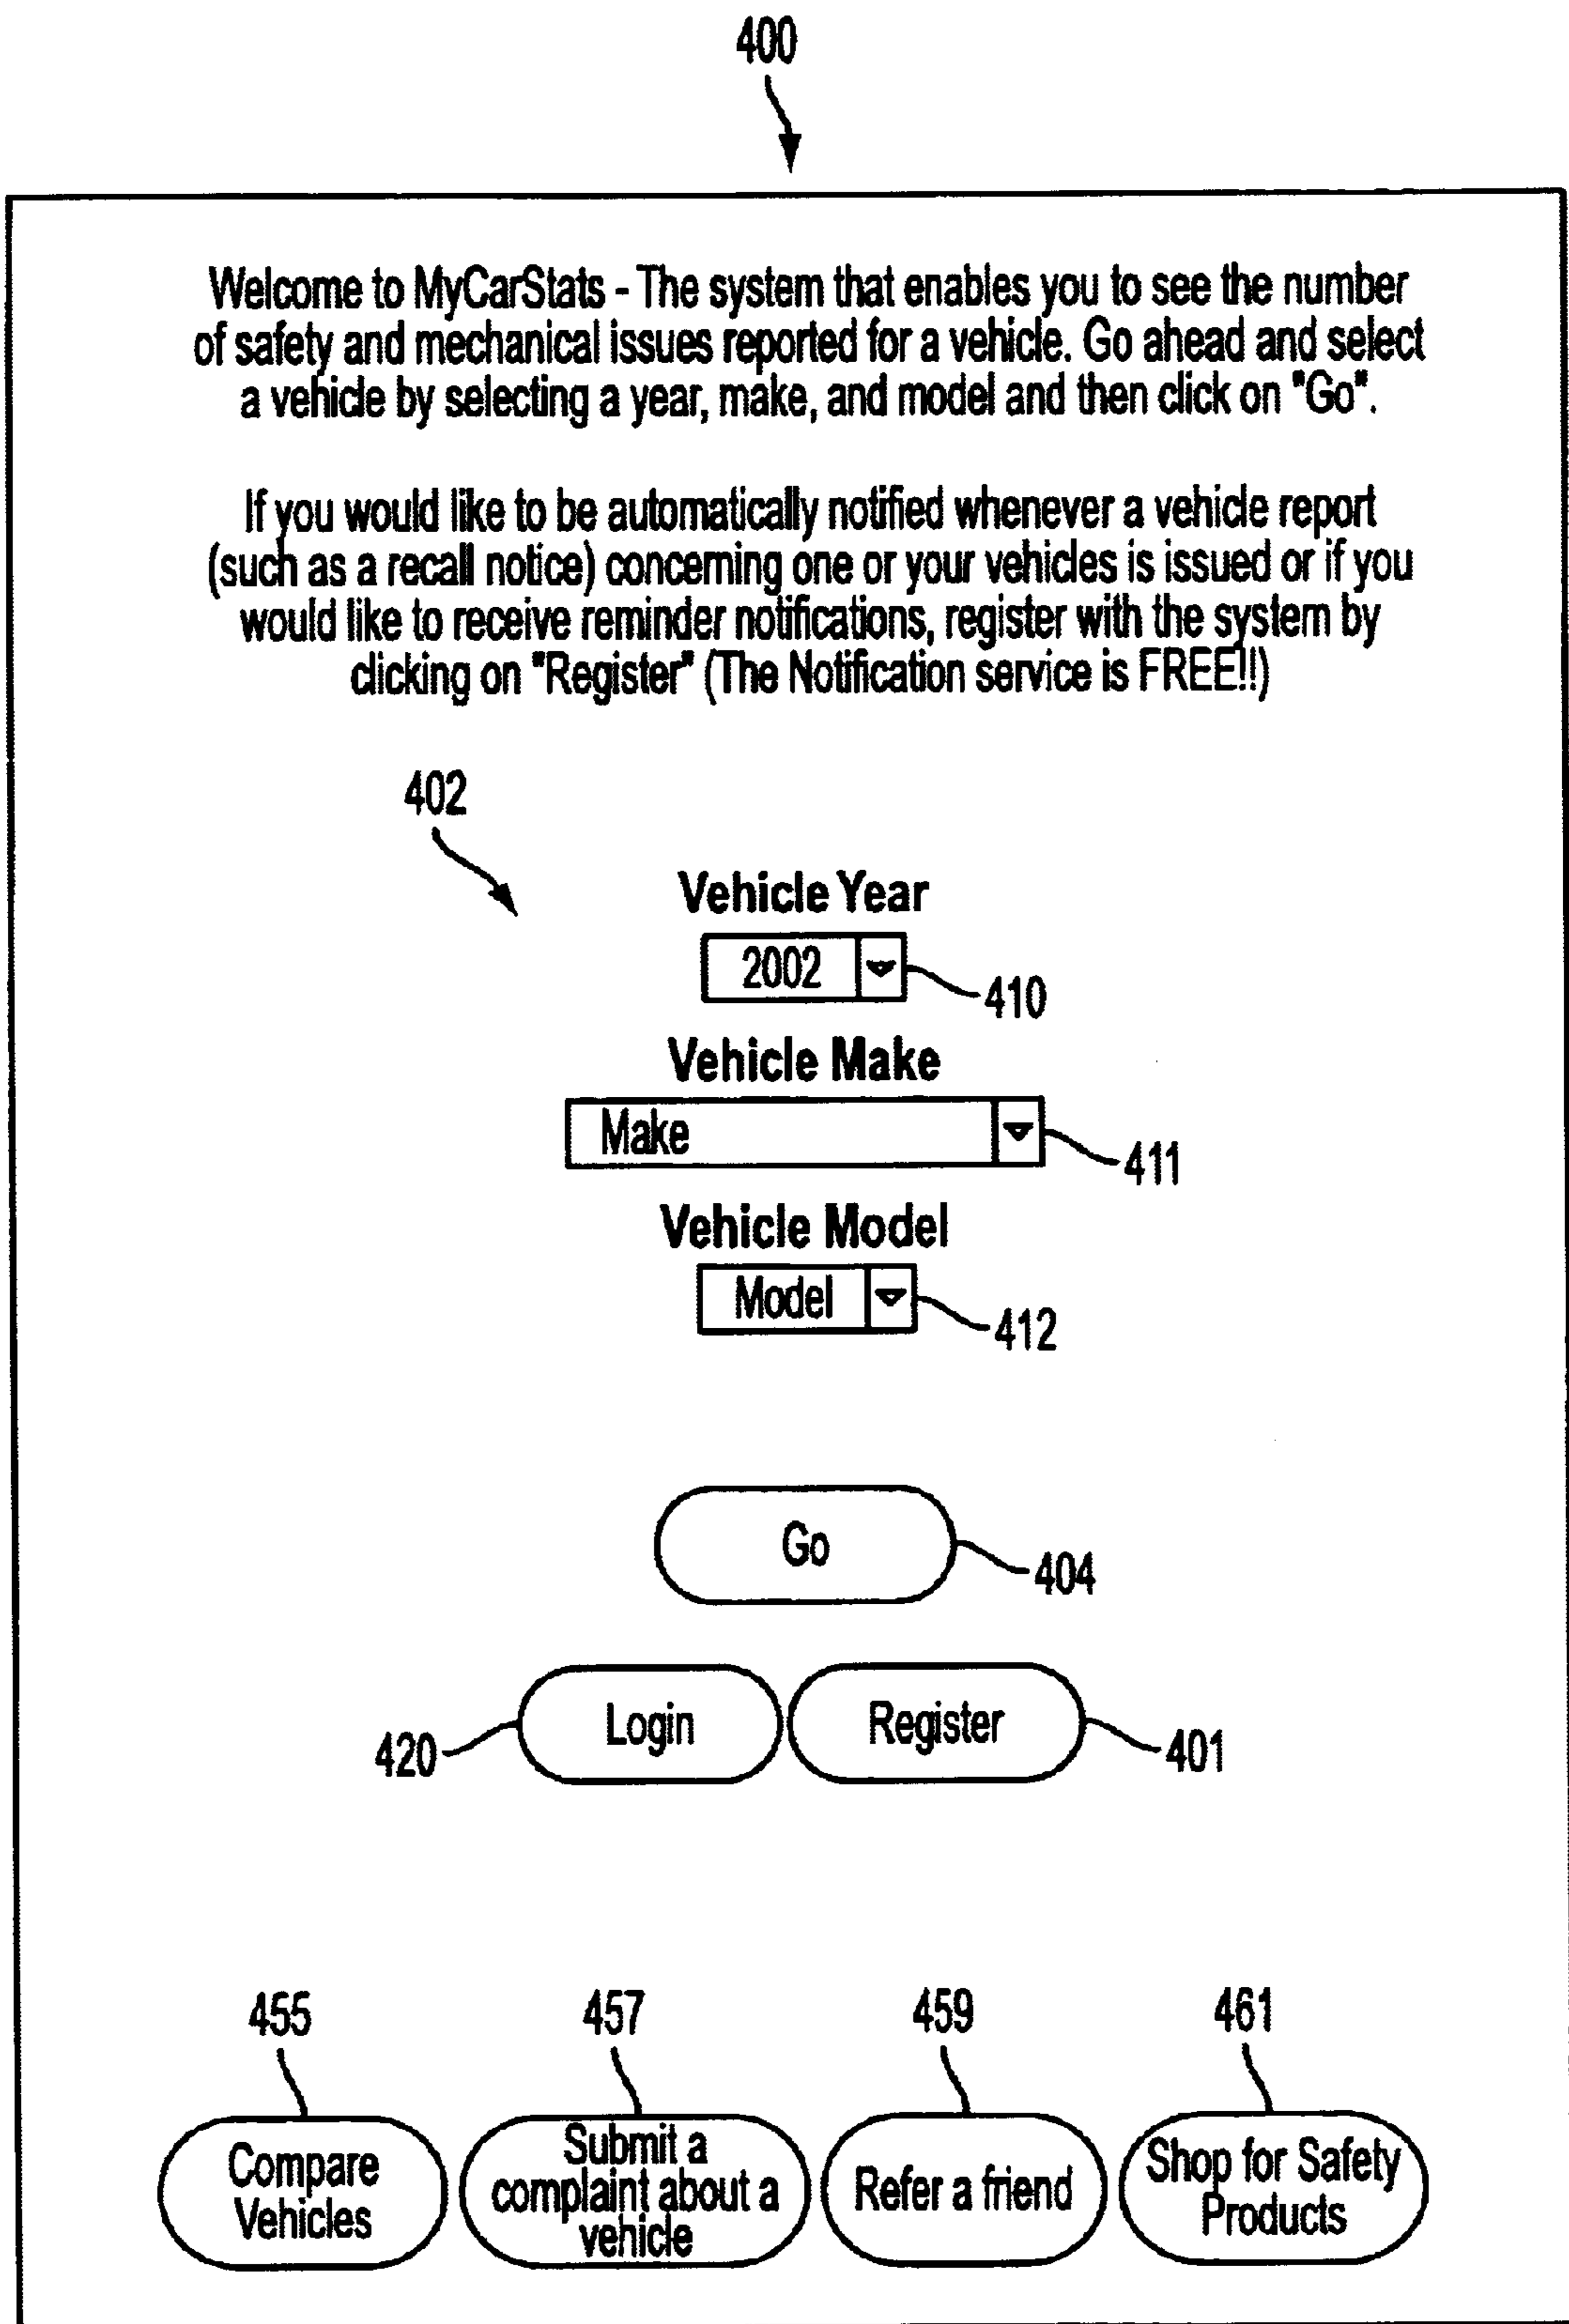 400
Welcome to MyCarStats - The system that enables you to see the number
of safety and mechanical issues reported for a vehicle. Go ahead and select
a vehicle by selecting a year, make, and model and then click on "Go".
If you would like to be automatically notified whenever a vehicle report
(such as a recall notice) concerning one or your vehicles is issued or if you
would like to receive reminder notifications, register with the system by
clicking on "Register" (The Notification service is FREE!!)
402
Vehicle Year
2002
410
Vehicle Make
Make
411
Vehicle Model
Model
412
Go
404
420
Login
Register
401
455
457
459
461
Compare
Vehicles
Submit a
complaint about a
vehicle
Refer a friend
Shop for Safety
Products